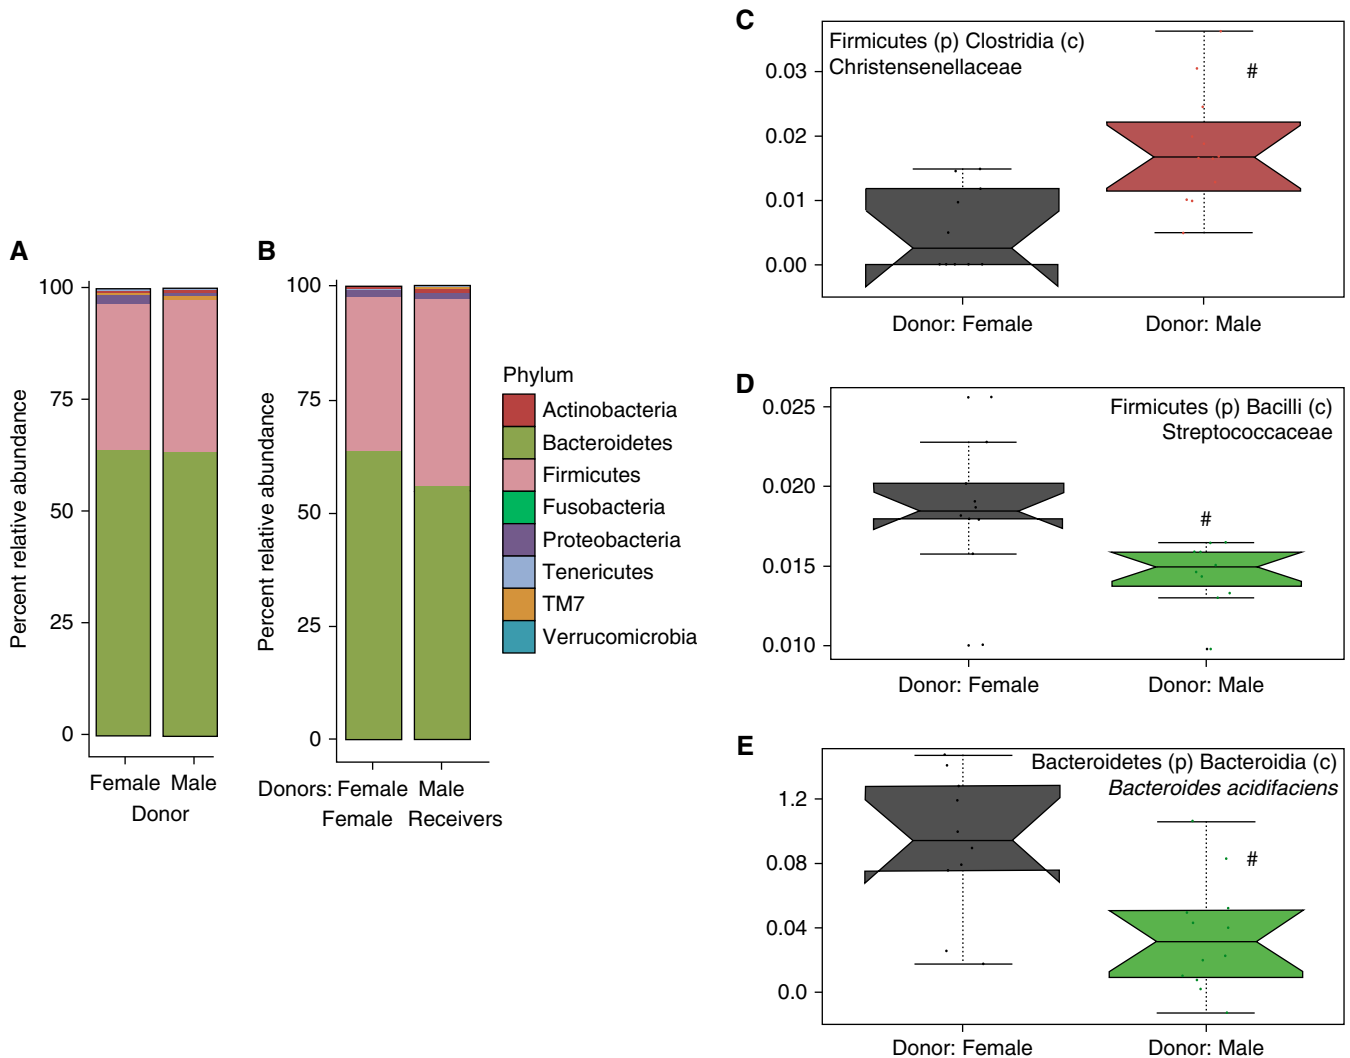 A
Percent relative abundance
100
75
50
25
0
Female Male
Donor
B
Percent relative abundance
100
75
50
25
0
Donors: Female Male
Female Receivers
Phylum
Actinobacteria
Bacteroidetes
Firmicutes
Fusobacteria
Proteobacteria
Tenericutes
TM7
Verrucomicrobia
C
Firmicutes (p) Clostridia (c)
Christensenellaceae
#
0.03
0.02
0.01
0.00
Donor: Female Donor: Male
D
Firmicutes (p) Bacilli (c)
Streptococcaceae
#
0.025
0.020
0.015
0.010
Donor: Female Donor: Male
E
Bacteroidetes (p) Bacteroidia (c)
Bacteroides acidifaciens
#
1.2
0.08
0.04
0.0
Donor: Female Donor: Male